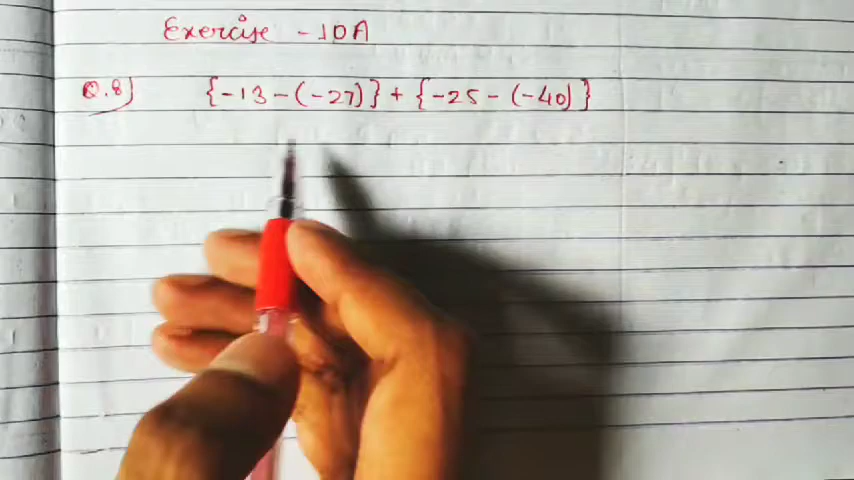 Exercise - 10A
Q.8) {-13-(-27)} + {-25-(-40)}